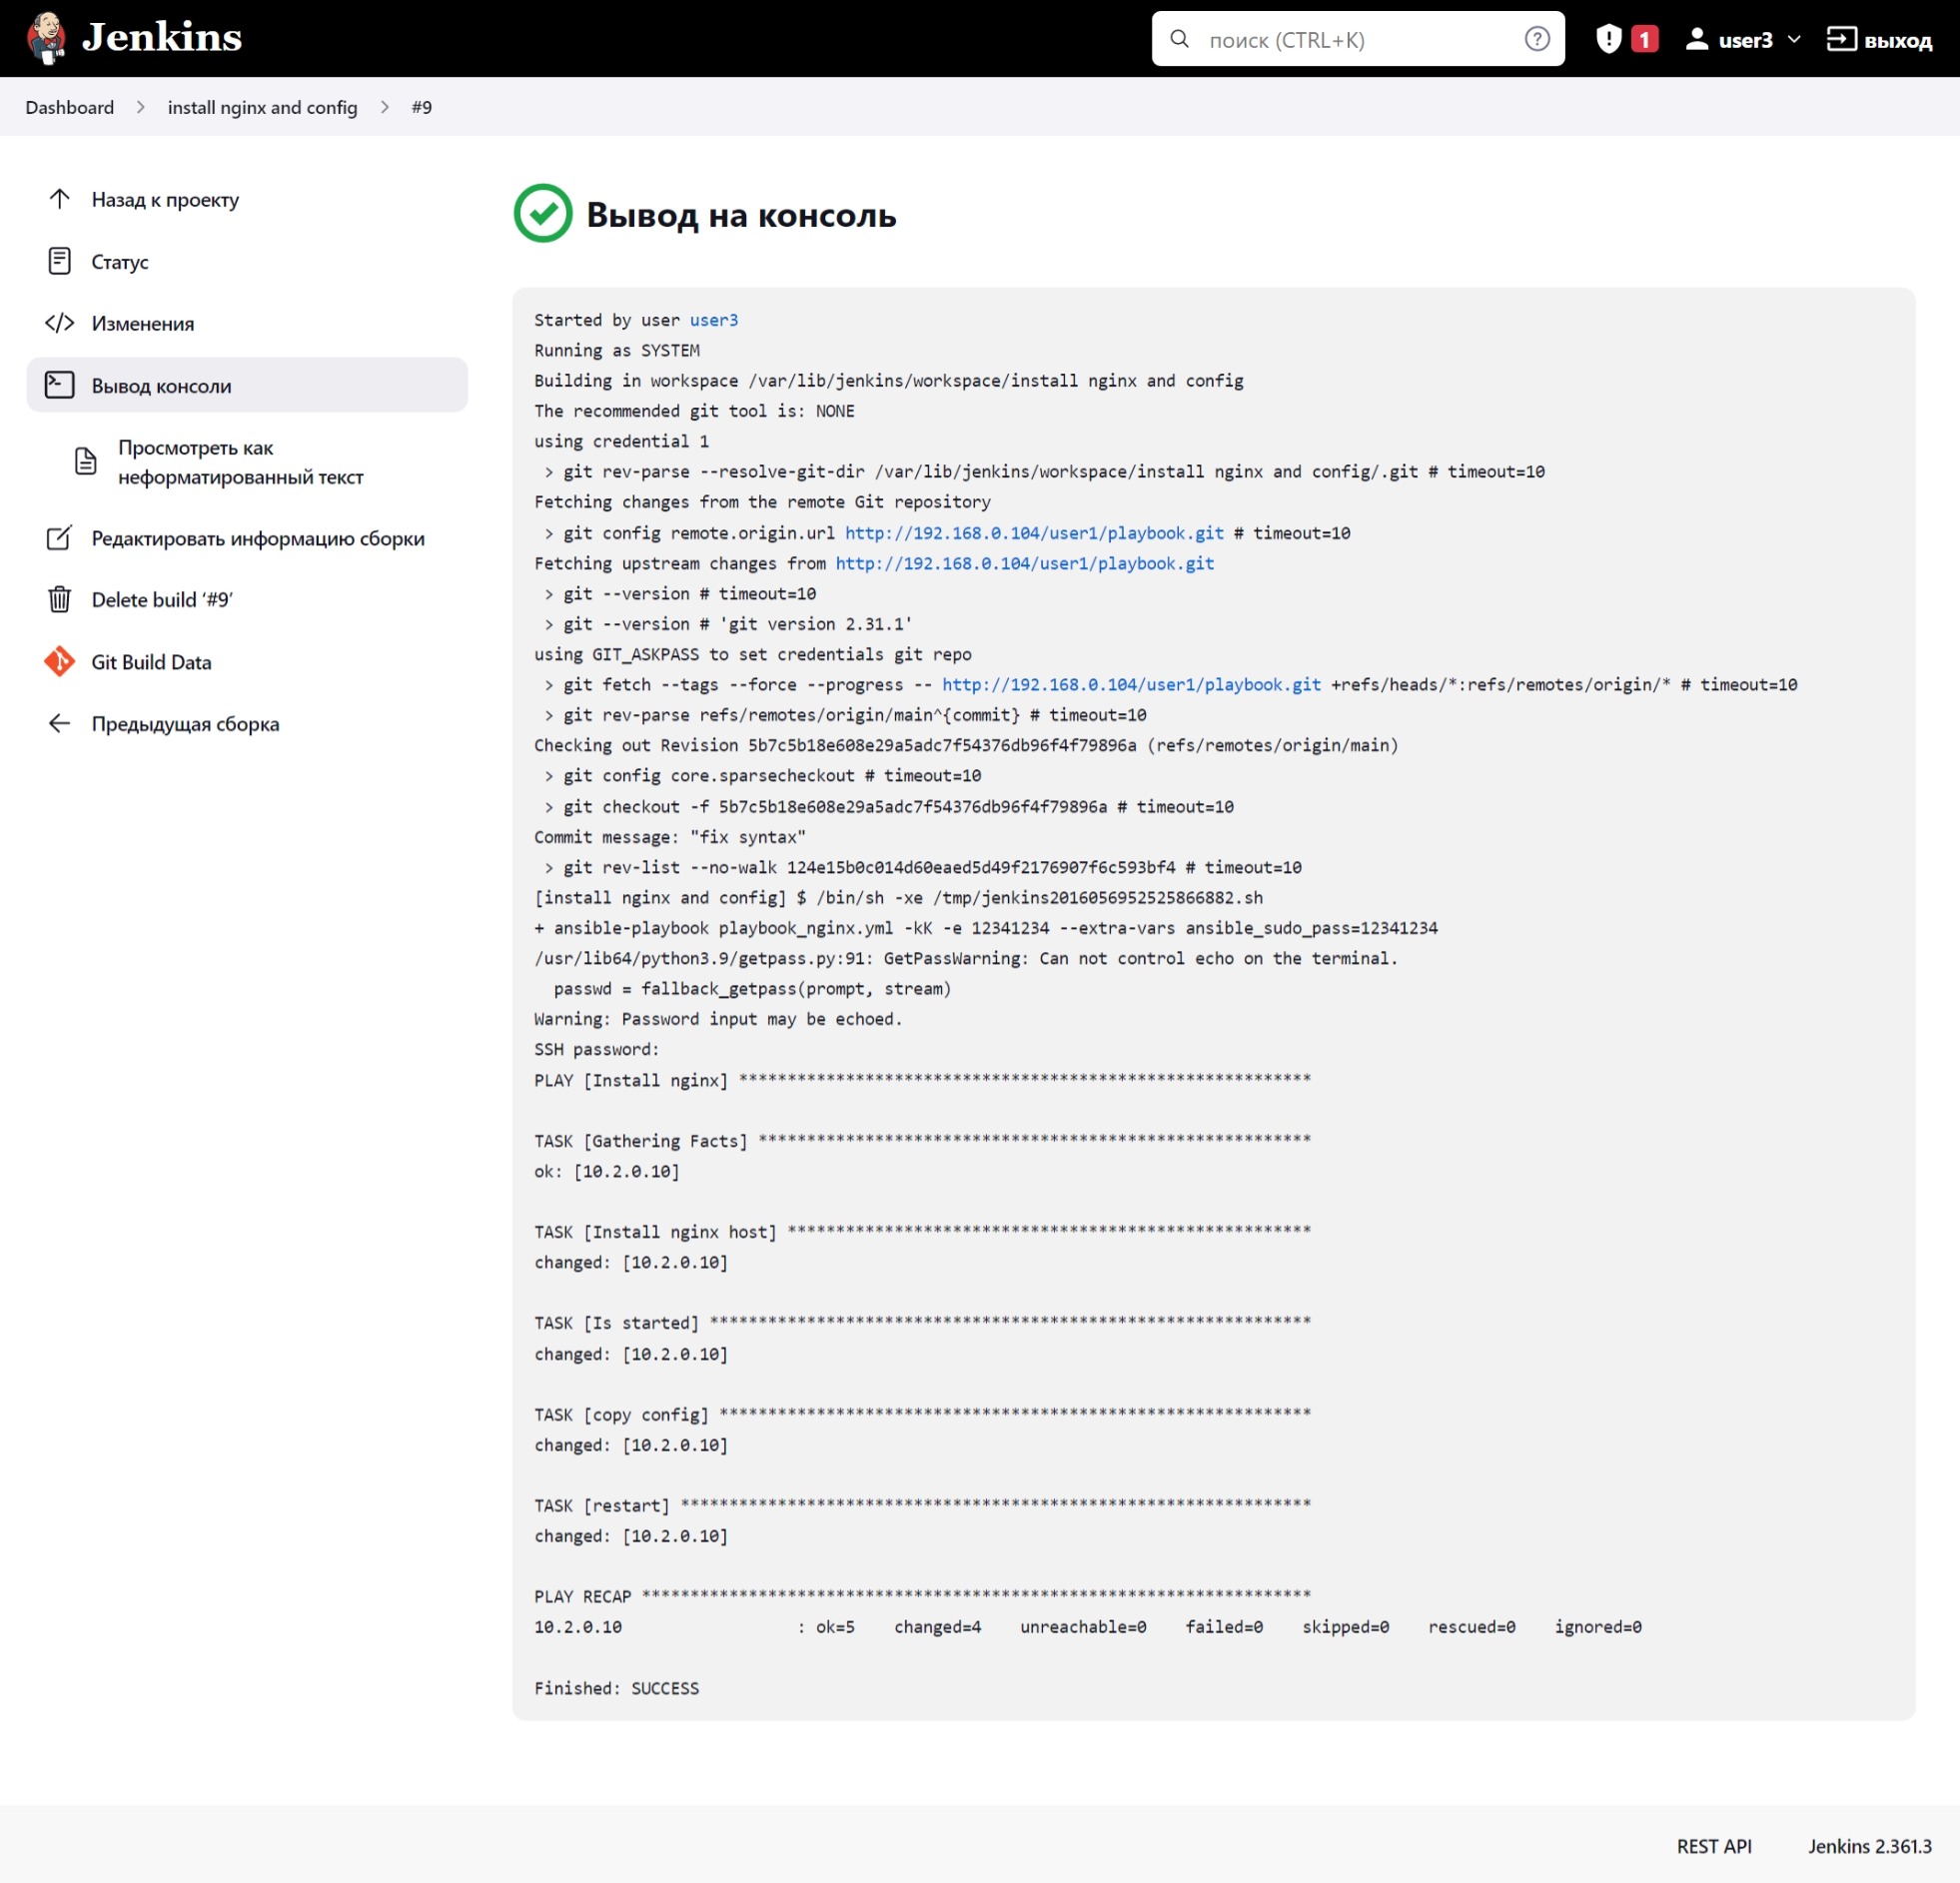 Jenkins
поиск (CTRL+K)
1
user3
выход
Dashboard > install nginx and config > #9
Назад к проекту
Статус
Изменения
Вывод консоли
Просмотреть как
неформатированный текст
Редактировать информацию сборки
Delete build ‘#9’
Git Build Data
Предыдущая сборка
Вывод на консоль
Started by user user3
Running as SYSTEM
Building in workspace /var/lib/jenkins/workspace/install nginx and config
The recommended git tool is: NONE
using credential 1
 > git rev-parse --resolve-git-dir /var/lib/jenkins/workspace/install nginx and config/.git # timeout=10
Fetching changes from the remote Git repository
 > git config remote.origin.url http://192.168.0.104/user1/playbook.git # timeout=10
Fetching upstream changes from http://192.168.0.104/user1/playbook.git
 > git --version # timeout=10
 > git --version # 'git version 2.31.1'
using GIT_ASKPASS to set credentials git repo
 > git fetch --tags --force --progress -- http://192.168.0.104/user1/playbook.git +refs/heads/*:refs/remotes/origin/* # timeout=10
 > git rev-parse refs/remotes/origin/main^{commit} # timeout=10
Checking out Revision 5b7c5b18e608e29a5adc7f54376db96f4f79896a (refs/remotes/origin/main)
 > git config core.sparsecheckout # timeout=10
 > git checkout -f 5b7c5b18e608e29a5adc7f54376db96f4f79896a # timeout=10
Commit message: "fix syntax"
 > git rev-list --no-walk 124e15b0c014d60eaed5d49f2176907f6c593bf4 # timeout=10
[install nginx and config] $ /bin/sh -xe /tmp/jenkins2016056952525866882.sh
+ ansible-playbook playbook_nginx.yml -kK -e 12341234 --extra-vars ansible_sudo_pass=12341234
/usr/lib64/python3.9/getpass.py:91: GetPassWarning: Can not control echo on the terminal.
  passwd = fallback_getpass(prompt, stream)
Warning: Password input may be echoed.
SSH password:
PLAY [Install nginx] ***********************************************************
TASK [Gathering Facts] *********************************************************
ok: [10.2.0.10]
TASK [Install nginx host] ******************************************************
changed: [10.2.0.10]
TASK [Is started] **************************************************************
changed: [10.2.0.10]
TASK [copy config] *************************************************************
changed: [10.2.0.10]
TASK [restart] *****************************************************************
changed: [10.2.0.10]
PLAY RECAP *********************************************************************
10.2.0.10                  : ok=5    changed=4    unreachable=0    failed=0    skipped=0    rescued=0    ignored=0
Finished: SUCCESS
REST API
Jenkins 2.361.3